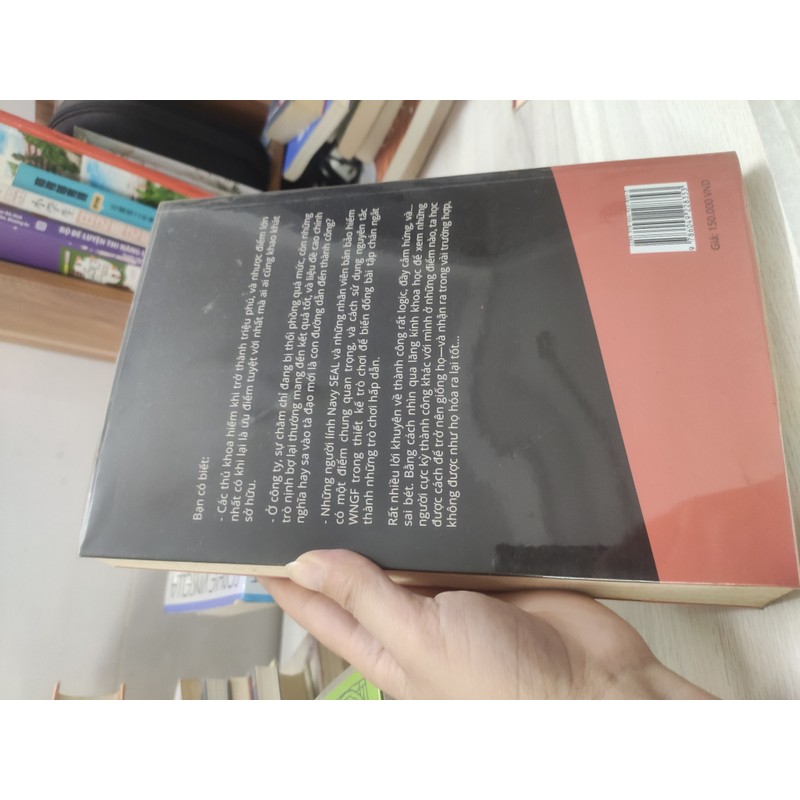 Bạn có biết:
- Các thủ khoa hiếm khi trở thành triệu phú, và nhược điểm lớn
nhất có khi lại là ưu điểm tuyệt vời nhất mà ai ai cũng khao khát
sở hữu.
- Ở công ty, sự chăm chỉ đang bị thổi phồng quá mức, còn những
trò nịnh bợ lại thường mang đến kết quả tốt, và liệu đề cao chính
nghĩa hay sa vào tà đạo mới là con đường dẫn đến thành công?
- Những người lính Navy SEAL và những nhân viên bán bảo hiểm
có một điểm chung quan trọng, và cách sử dụng nguyên tắc
WNGF trong thiết kế trò chơi để biến đống bài tập chán ngắt
thành những trò chơi hấp dẫn.
Rất nhiều lời khuyên về thành công rất logic, đầy cảm hứng, và...
sai bét. Bằng cách nhìn qua lăng kính khoa học để xem những
người cực kỳ thành công khác với mình ở những điểm nào, ta học
được cách để trở nên giống họ—và nhận ra trong vài trường hợp,
không được như họ hóa ra lại tốt...
Giá: 150.000 VND
BỘ ĐỀ LUYỆN THI NĂNG